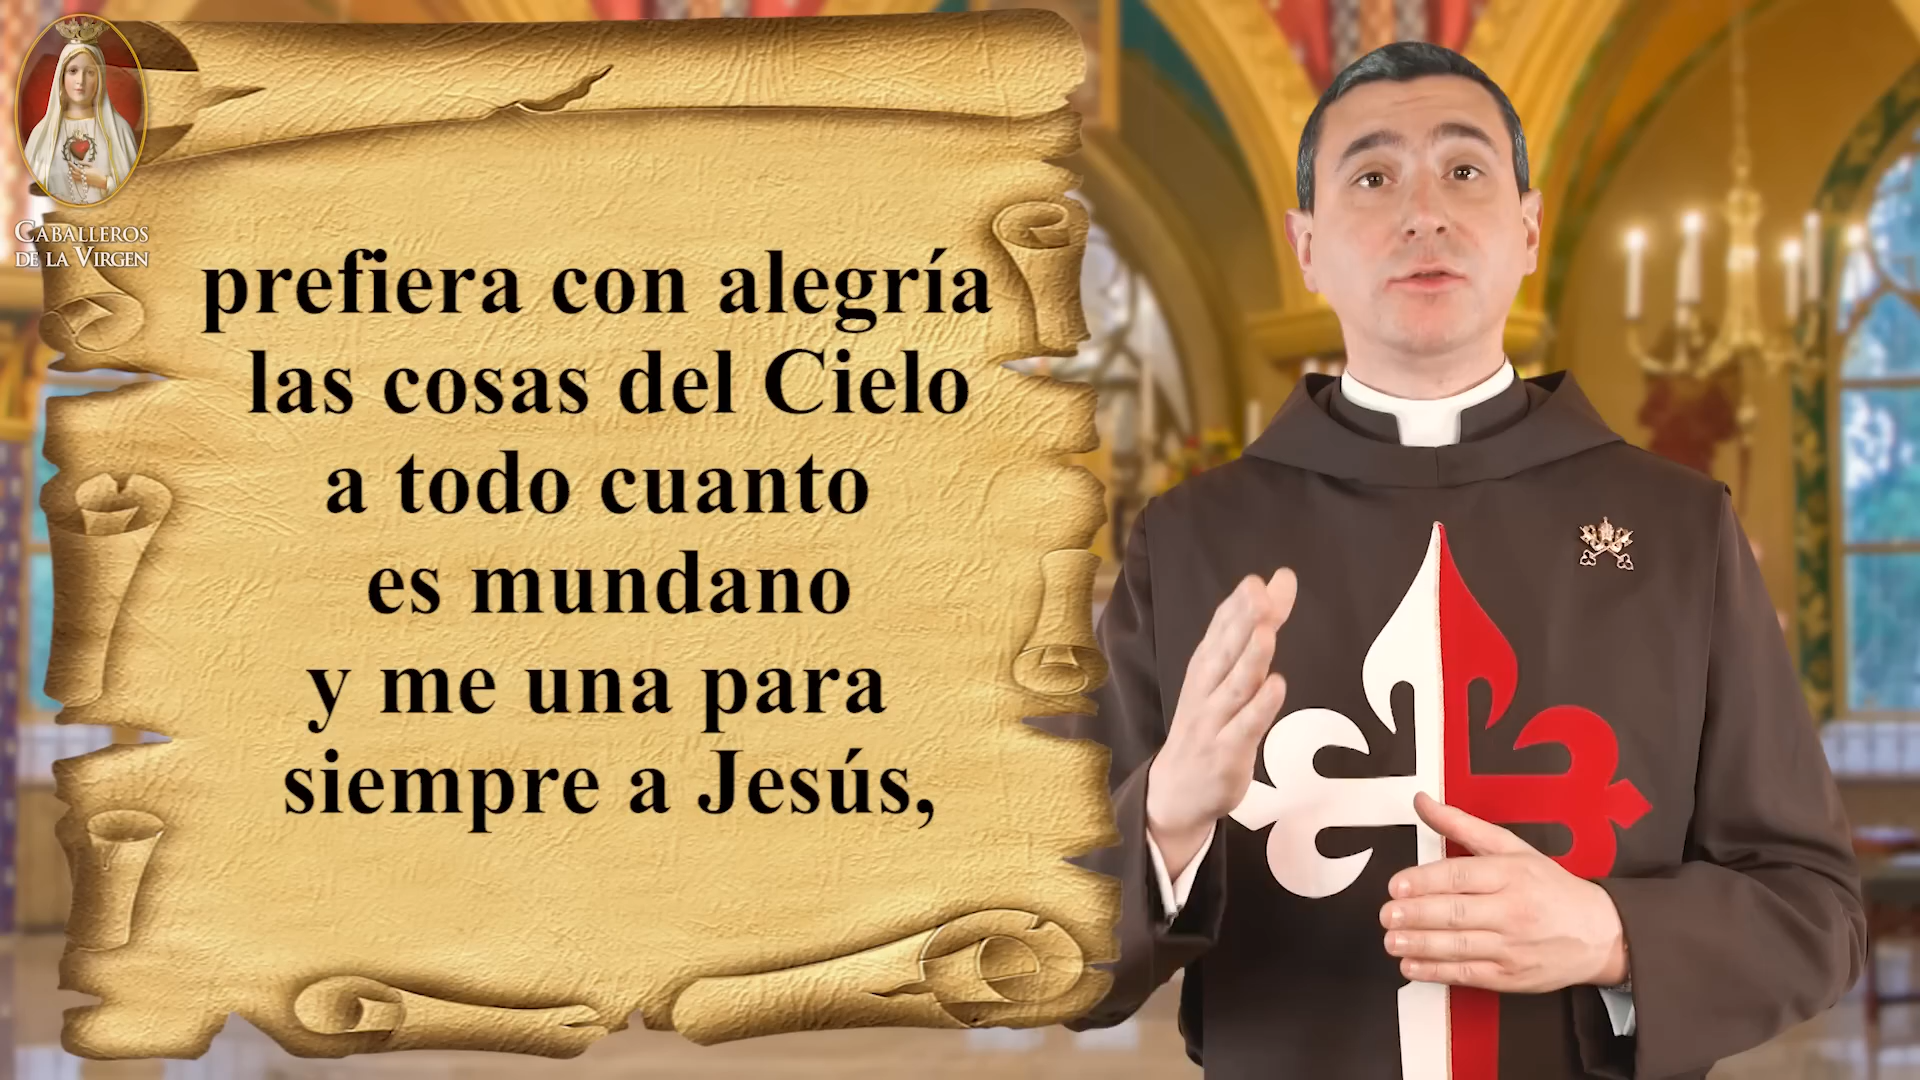 CABALLEROS
DE LA VIRGEN
prefiera con alegría
las cosas del Cielo
a todo cuanto
es mundano
y me una para
siempre a Jesús,